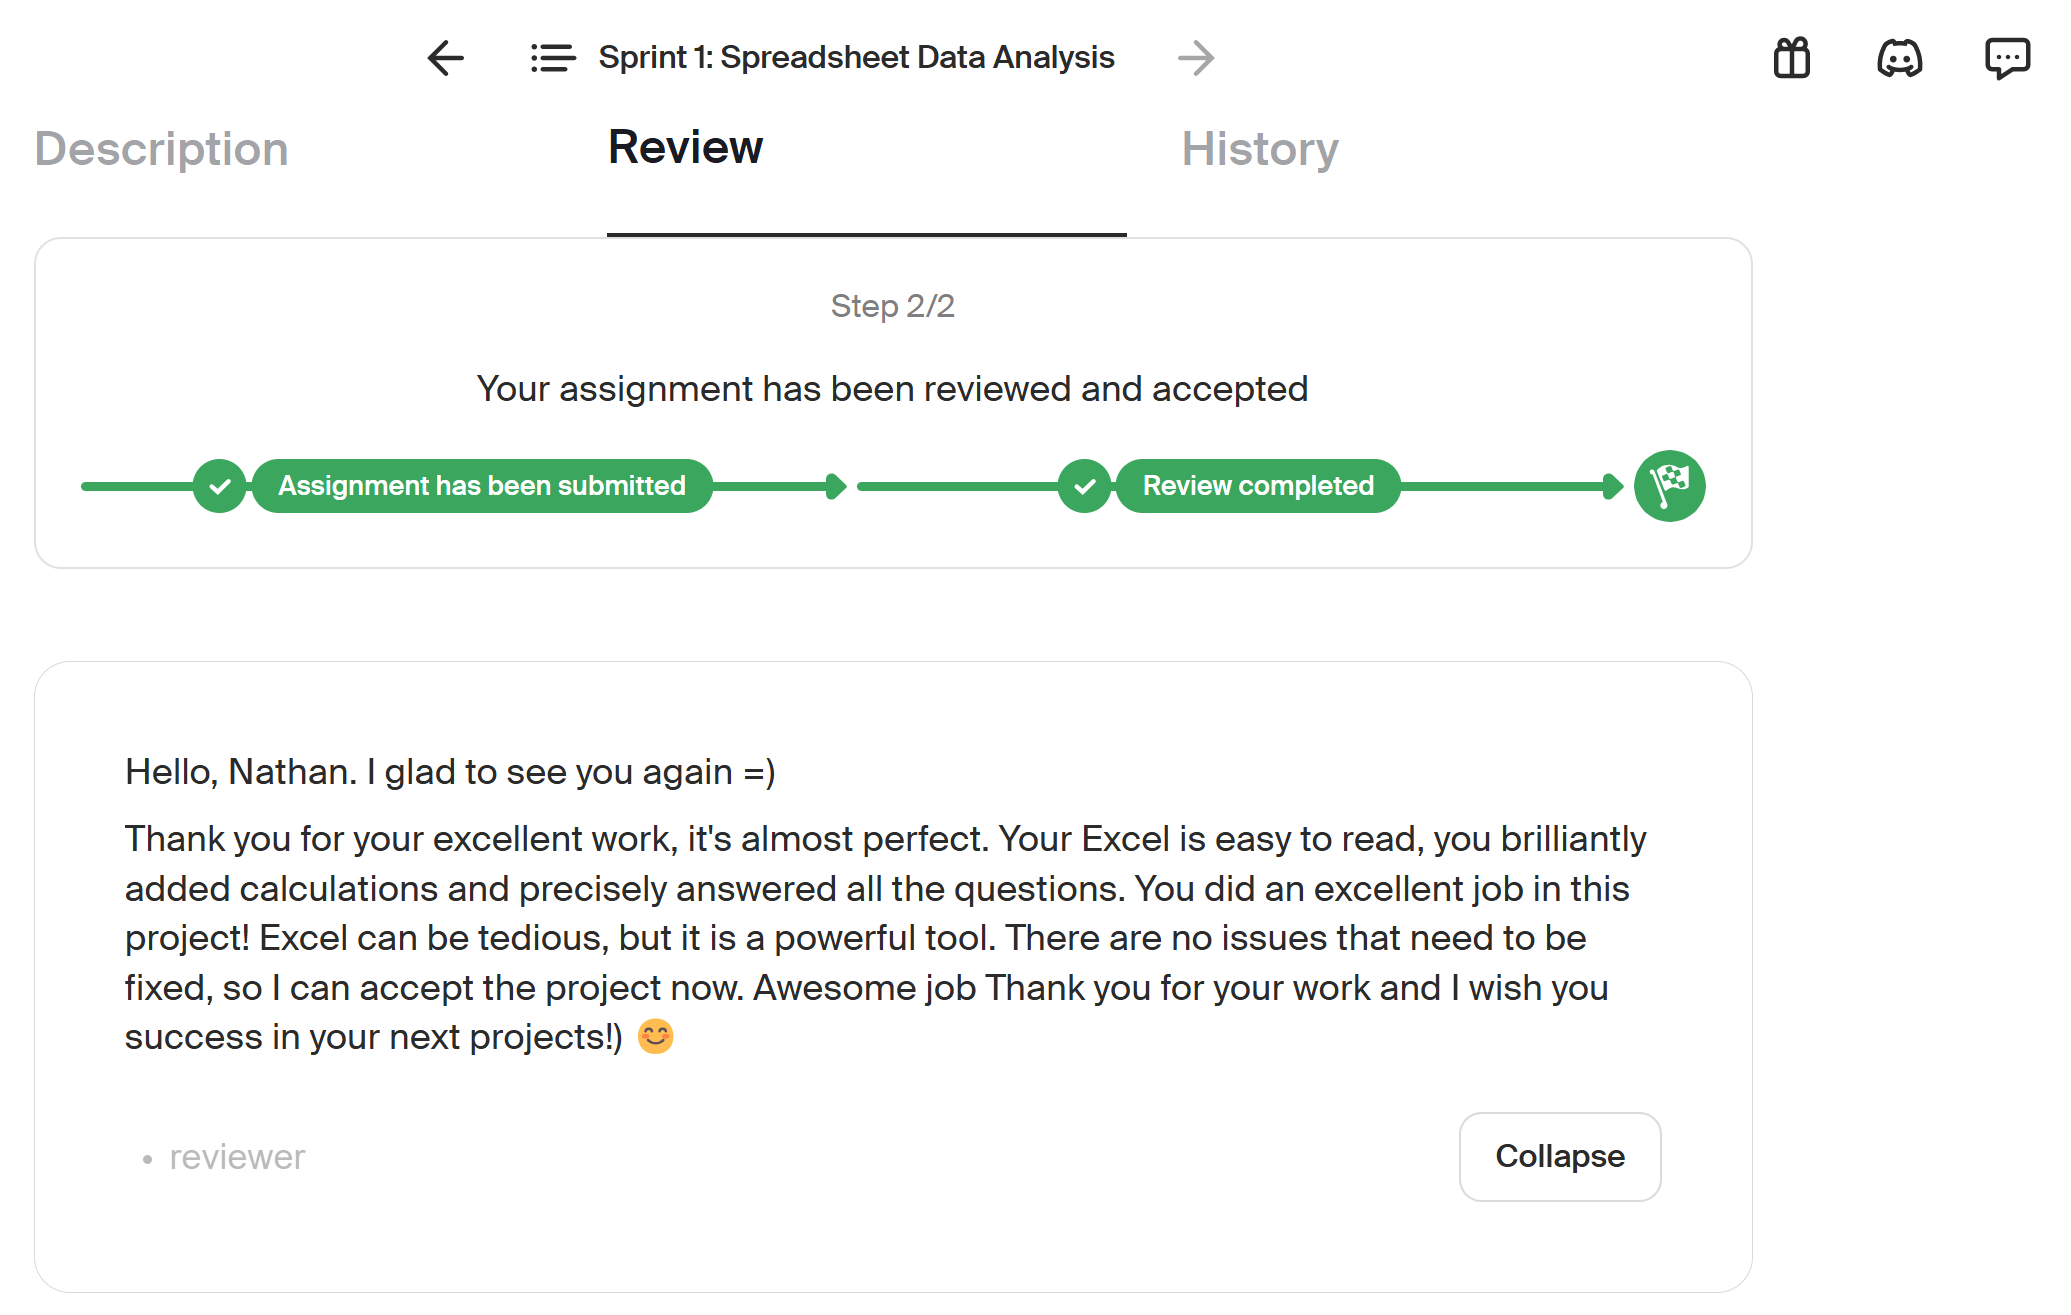 Sprint 1: Spreadsheet Data Analysis
Description
Review
History
Step 2/2
Your assignment has been reviewed and accepted
Assignment has been submitted
Review completed
Hello, Nathan. I glad to see you again =)
Thank you for your excellent work, it's almost perfect. Your Excel is easy to read, you brilliantly
added calculations and precisely answered all the questions. You did an excellent job in this
project! Excel can be tedious, but it is a powerful tool. There are no issues that need to be
fixed, so I can accept the project now. Awesome job Thank you for your work and I wish you
success in your next projects!) 😊
• reviewer
Collapse